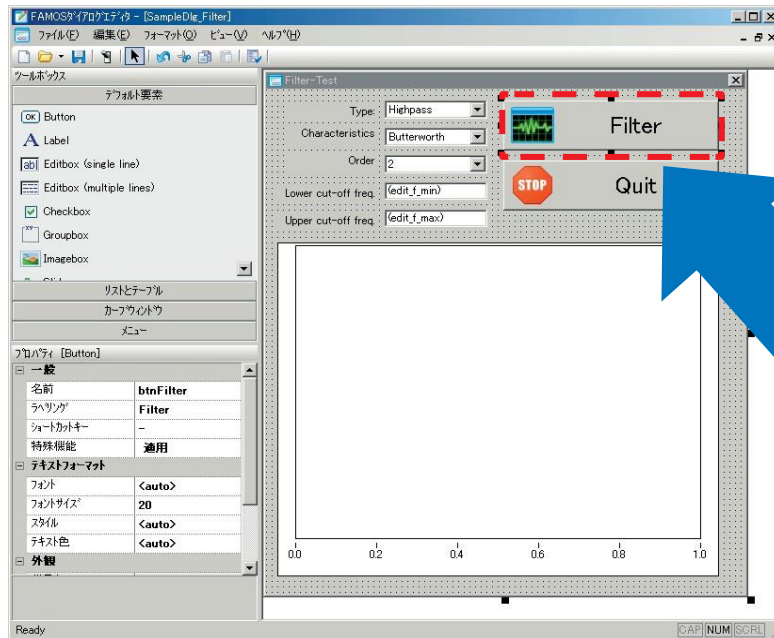 FAMOSダイアログエディタ - [SampleDlg_Filter]
ファイル(F) 編集(E) フォーマット(O) ビュー(V) ヘルプ(H)
ツールボックス
デフォルト要素
OK Button
A Label
ab Editbox (single line)
Editbox (multiple lines)
Checkbox
Groupbox
Imagebox
リストとテーブル
カーブウィンドウ
メニュー
プロパティ [Button]
一般
名前 btnFilter
ラベリング Filter
ショートカットキー -
特殊機能 適用
テキストフォーマット
フォント <auto>
フォントサイズ 20
スタイル <auto>
テキスト色 <auto>
外観
Filter-Test
Type: Highpass
Characteristics Butterworth
Order 2
Lower cut-off freq. (edit_f_min)
Upper cut-off freq. (edit_f_max)
Filter
STOP Quit
0.0 0.2 0.4 0.6 0.8 1.0
Ready
CAP NUM SCRL